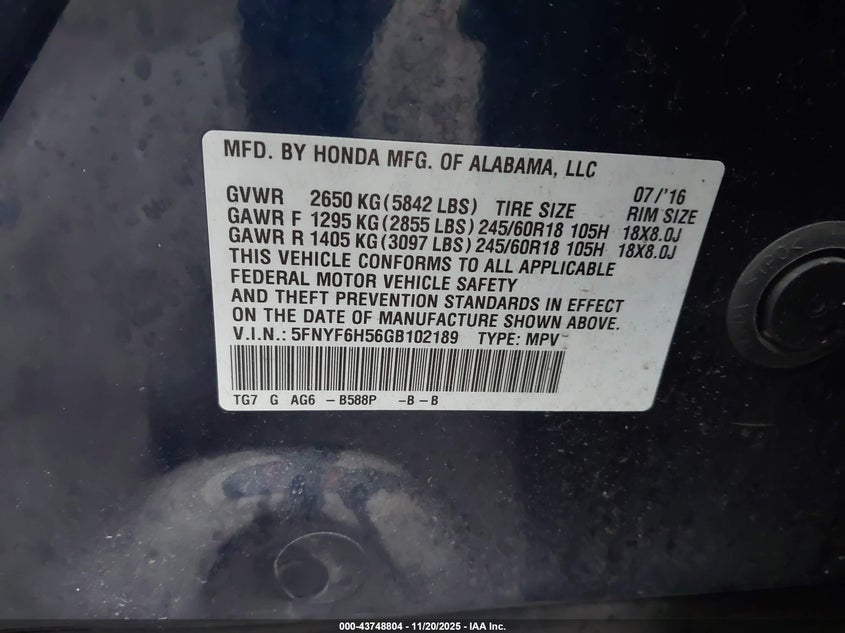 MFD. BY HONDA MFG. OF ALABAMA, LLC
07/'16
GVWR 2650 KG (5842 LBS) TIRE SIZE RIM SIZE
GAWR F 1295 KG (2855 LBS) 245/60R18 105H 18X8.0J
GAWR R 1405 KG (3097 LBS) 245/60R18 105H 18X8.0J
THIS VEHICLE CONFORMS TO ALL APPLICABLE
FEDERAL MOTOR VEHICLE SAFETY
AND THEFT PREVENTION STANDARDS IN EFFECT
ON THE DATE OF MANUFACTURE SHOWN ABOVE.
V.I.N.: 5FNYF6H56GB102189 TYPE: MPV
TG7 G AG6 -B588P -B-B
000-43748804 - 11/20/2025 - IAA Inc.